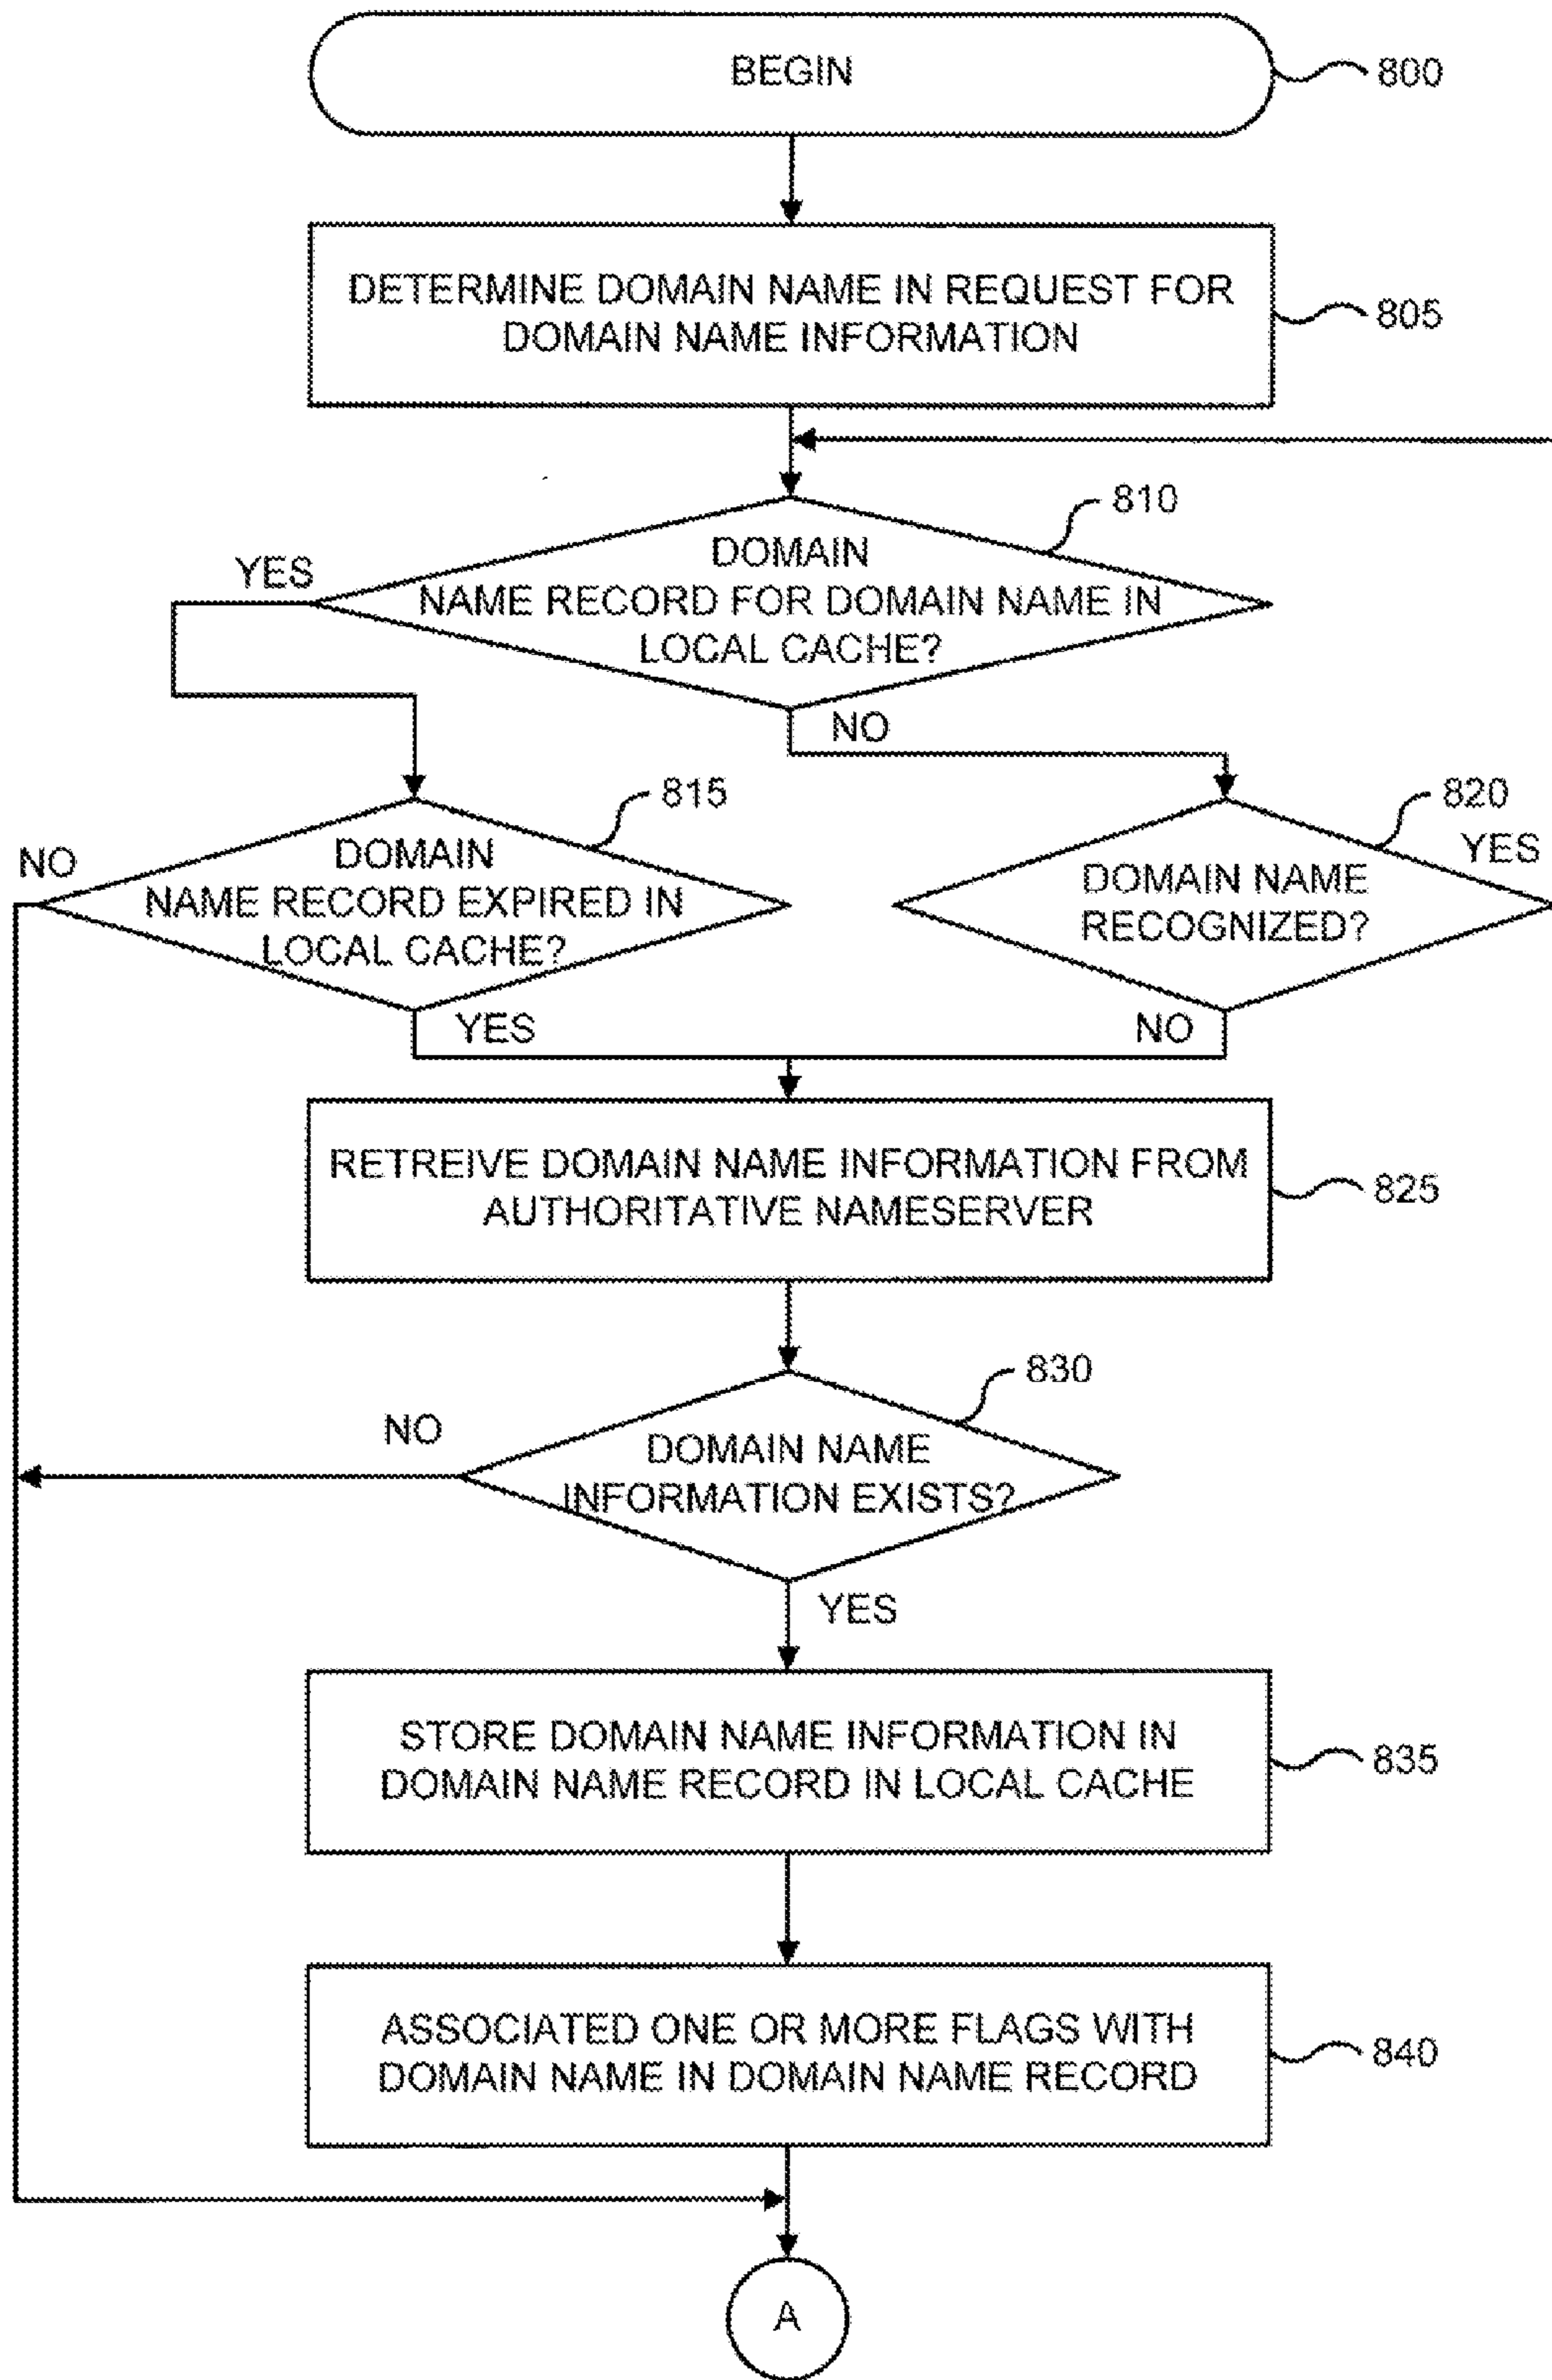 BEGIN
800
DETERMINE DOMAIN NAME IN REQUEST FOR
DOMAIN NAME INFORMATION
805
810
DOMAIN
NAME RECORD FOR DOMAIN NAME IN
LOCAL CACHE?
YES
NO
815
DOMAIN
NAME RECORD EXPIRED IN
LOCAL CACHE?
NO
YES
820
DOMAIN NAME
RECOGNIZED?
YES
NO
RETREIVE DOMAIN NAME INFORMATION FROM
AUTHORITATIVE NAMESERVER
825
830
DOMAIN NAME
INFORMATION EXISTS?
NO
YES
STORE DOMAIN NAME INFORMATION IN
DOMAIN NAME RECORD IN LOCAL CACHE
835
ASSOCIATED ONE OR MORE FLAGS WITH
DOMAIN NAME IN DOMAIN NAME RECORD
840
A